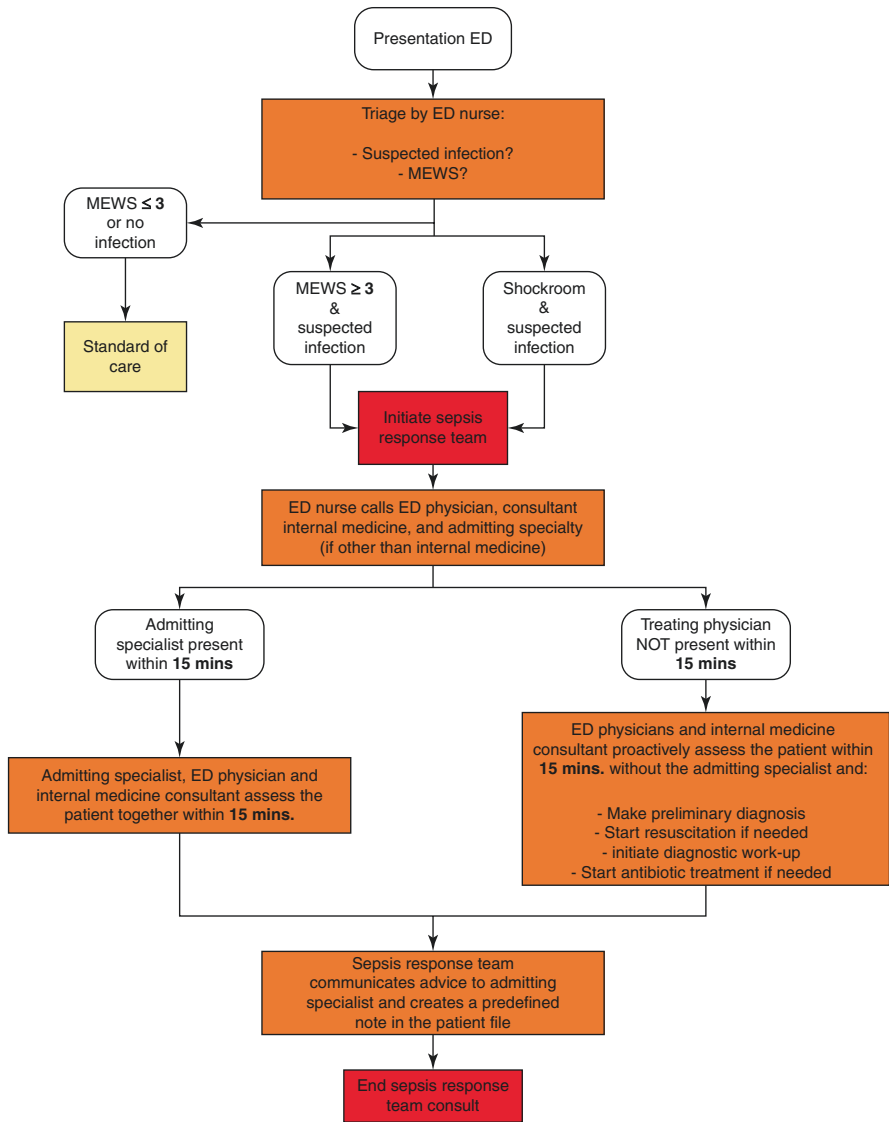 Presentation ED
Triage by ED nurse:
- Suspected infection?
- MEWS?
MEWS ≤ 3
or no
infection
MEWS ≥ 3
&
suspected
infection
Shockroom
&
suspected
infection
Standard of
care
Initiate sepsis
response team
ED nurse calls ED physician, consultant
internal medicine, and admitting specialty
(if other than internal medicine)
Admitting
specialist present
within 15 mins
Treating physician
NOT present within
15 mins
Admitting specialist, ED physician and
internal medicine consultant assess the
patient together within 15 mins.
ED physicians and internal medicine
consultant proactively assess the patient within
15 mins. without the admitting specialist and:
- Make preliminary diagnosis
- Start resuscitation if needed
- initiate diagnostic work-up
- Start antibiotic treatment if needed
Sepsis response team
communicates advice to admitting
specialist and creates a predefined
note in the patient file
End sepsis response
team consult